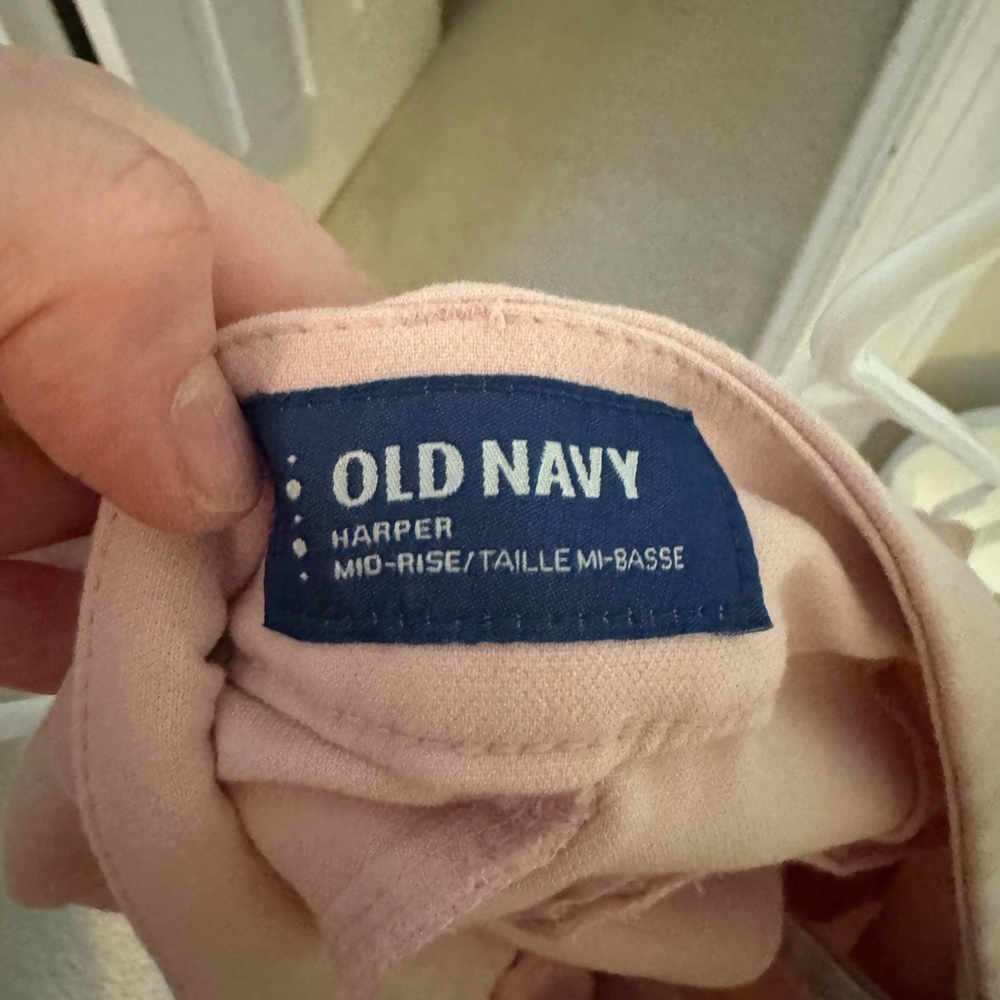 OLD NAVY
HARPER
MID-RISE/TAILLE MI-BASSE